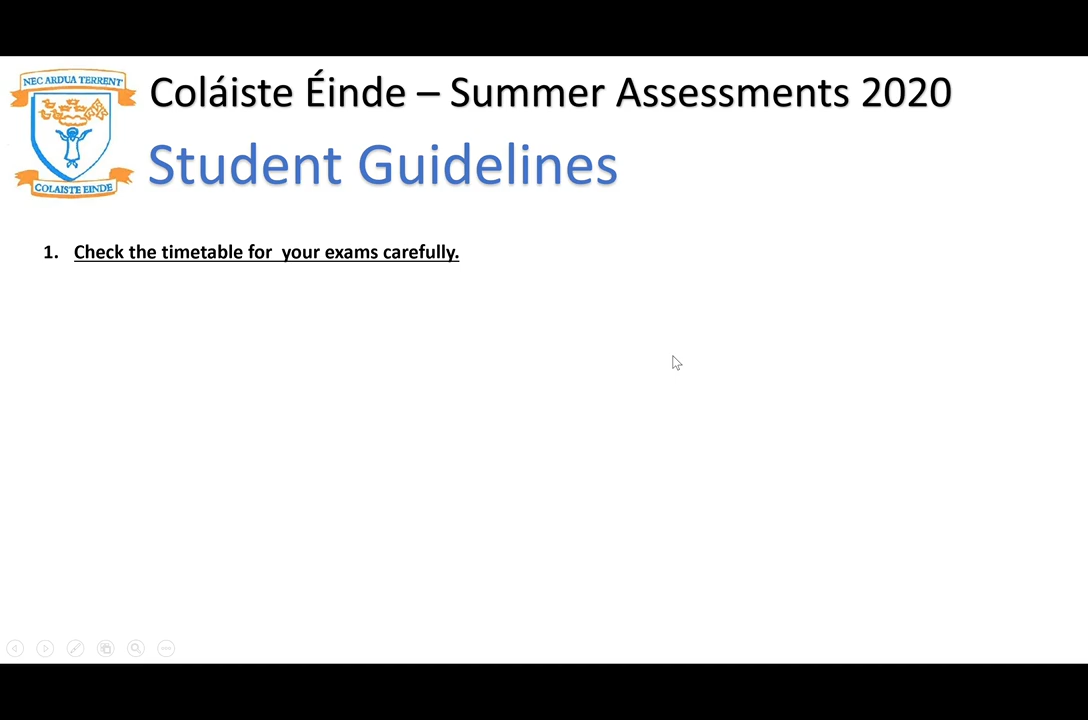 NEC ARDUA TERRENT
COLAISTE EINDE
Coláiste Éinde – Summer Assessments 2020
Student Guidelines
1. Check the timetable for  your exams carefully.